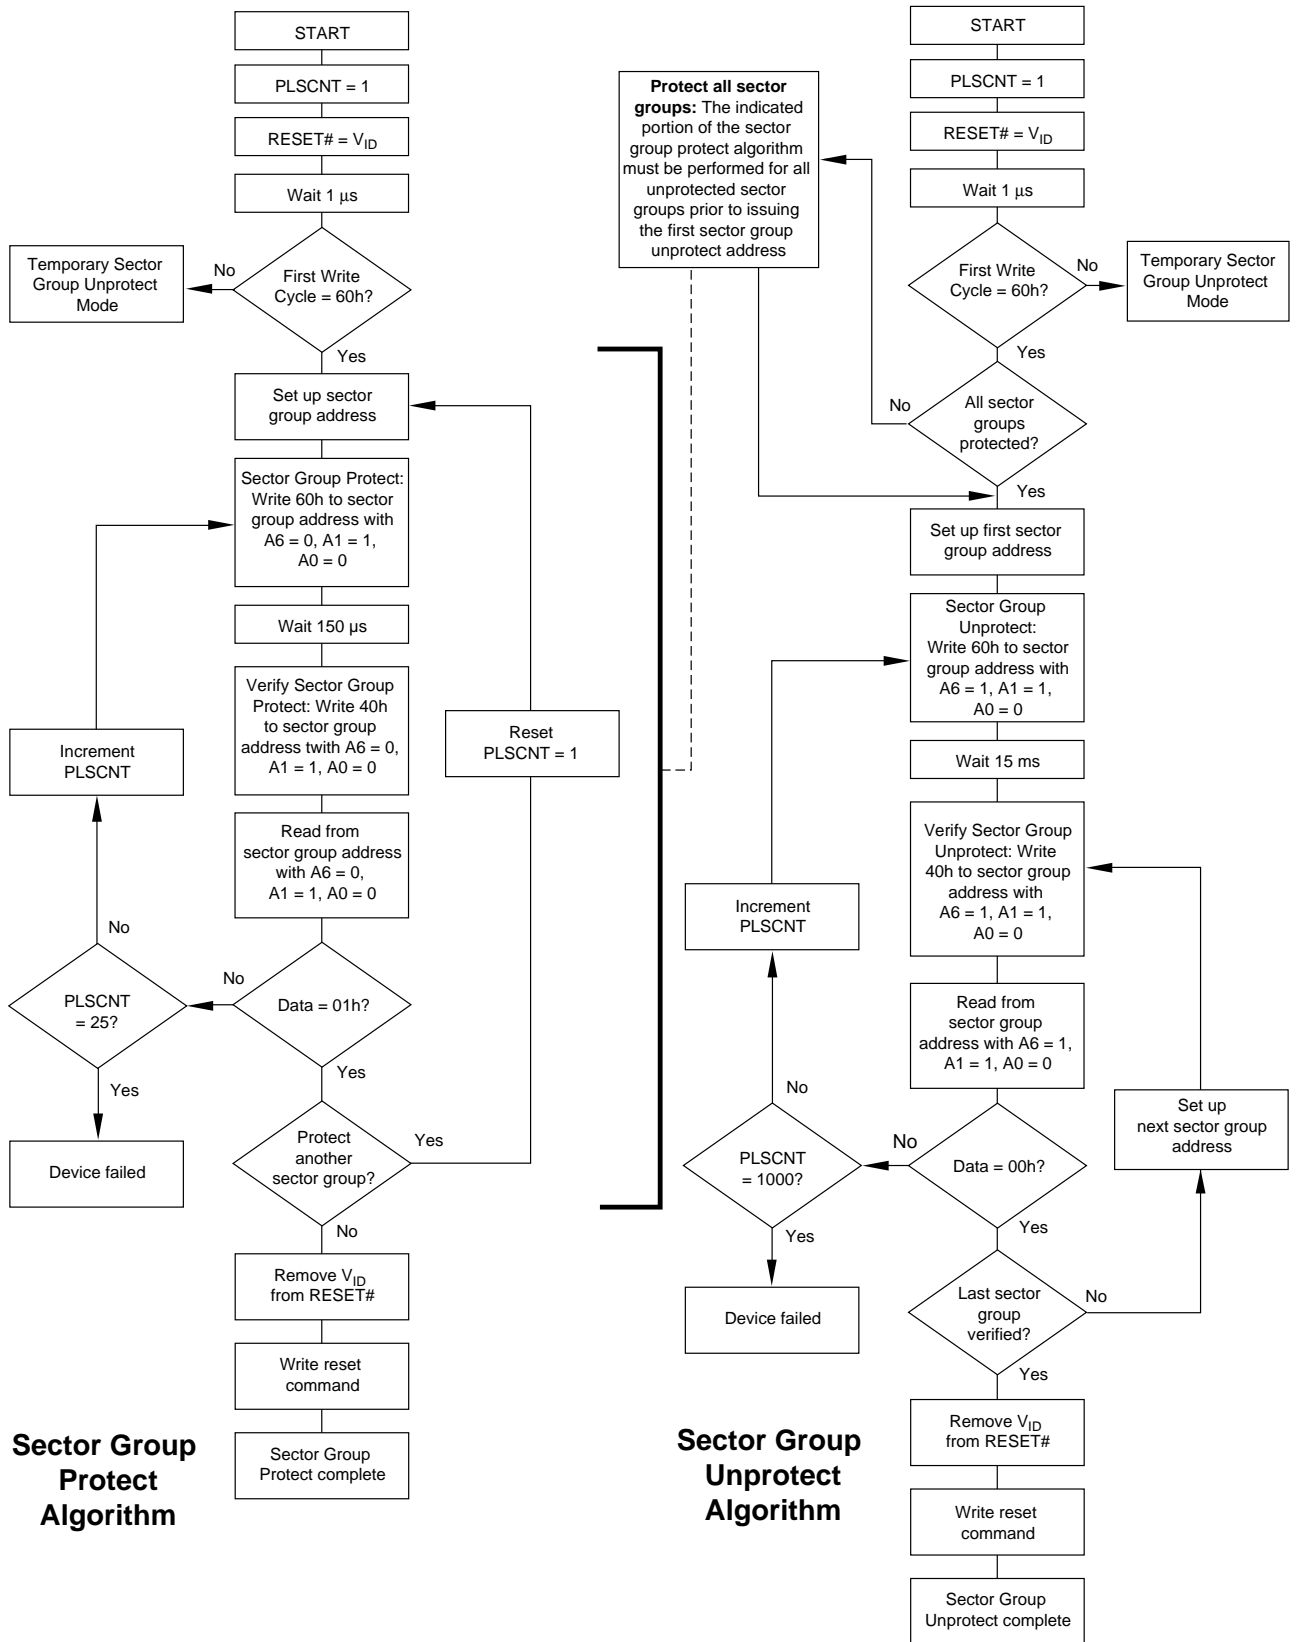 START
PLSCNT = 1
RESET# = VID
Wait 1 μs
First Write
Cycle = 60h?
No
Temporary Sector
Group Unprotect
Mode
Yes
Set up sector
group address
Sector Group Protect:
Write 60h to sector
group address with
A6 = 0, A1 = 1,
A0 = 0
Wait 150 µs
Verify Sector Group
Protect: Write 40h
to sector group
address twith A6 = 0,
A1 = 1, A0 = 0
Increment
PLSCNT
Reset
PLSCNT = 1
Read from
sector group address
with A6 = 0,
A1 = 1, A0 = 0
No
No
PLSCNT
= 25?
Data = 01h?
Yes
Yes
Device failed
Protect
another
sector group?
Yes
No
Remove VID
from RESET#
Write reset
command
Sector Group
Protect complete
Sector Group
Protect
Algorithm
START
PLSCNT = 1
Protect all sector
groups: The indicated
portion of the sector
group protect algorithm
must be performed for all
unprotected sector
groups prior to issuing
the first sector group
unprotect address
RESET# = VID
Wait 1 μs
First Write
Cycle = 60h?
No
Temporary Sector
Group Unprotect
Mode
Yes
No
All sector
groups
protected?
Yes
Set up first sector
group address
Sector Group
Unprotect:
Write 60h to sector
group address with
A6 = 1, A1 = 1,
A0 = 0
Wait 15 ms
Verify Sector Group
Unprotect: Write
40h to sector group
address with
A6 = 1, A1 = 1,
A0 = 0
Increment
PLSCNT
Read from
sector group
address with A6 = 1,
A1 = 1, A0 = 0
No
No
Set up
next sector group
address
PLSCNT
= 1000?
Data = 00h?
Yes
Yes
Device failed
Last sector
group
verified?
No
Yes
Remove VID
from RESET#
Write reset
command
Sector Group
Unprotect complete
Sector Group
Unprotect
Algorithm